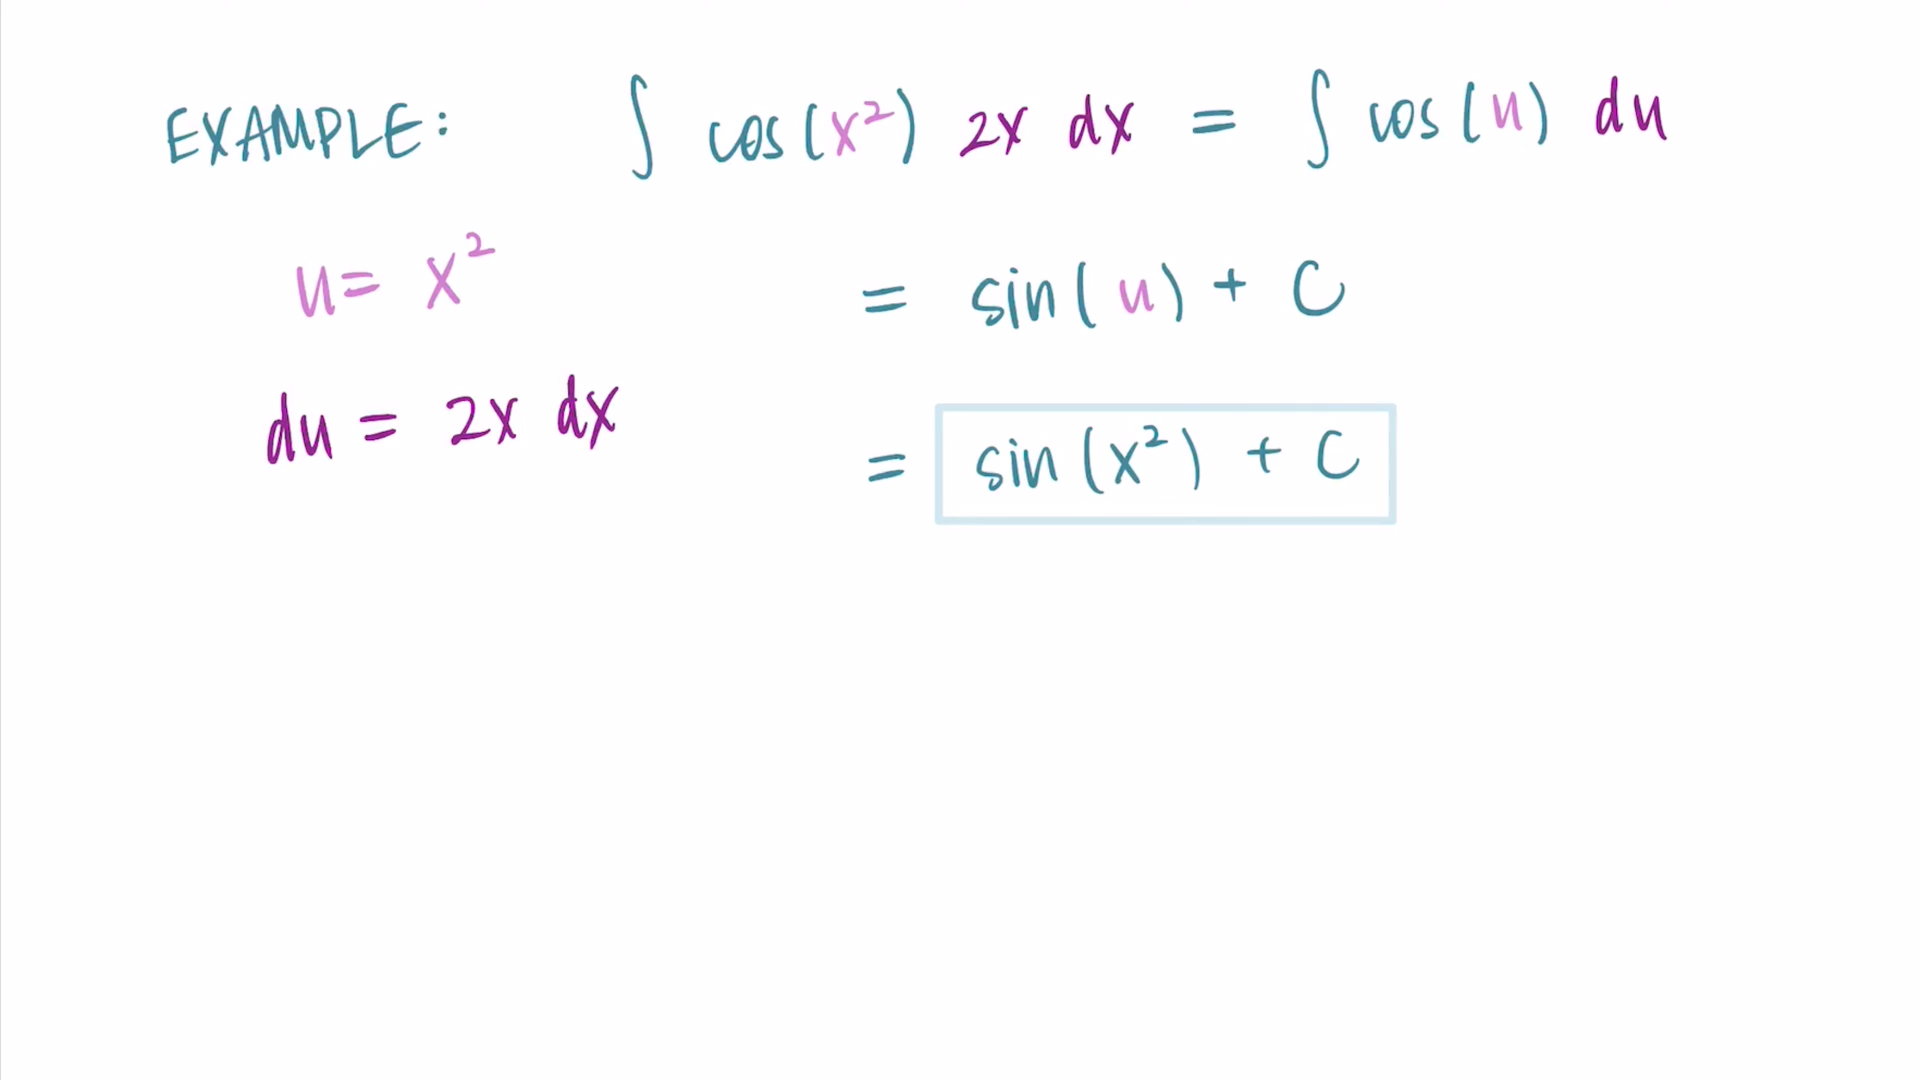 EXAMPLE: ∫ cos(x²) 2x dx = ∫ cos(u) du
u = x² = sin(u) + C
du = 2x dx = sin(x²) + C